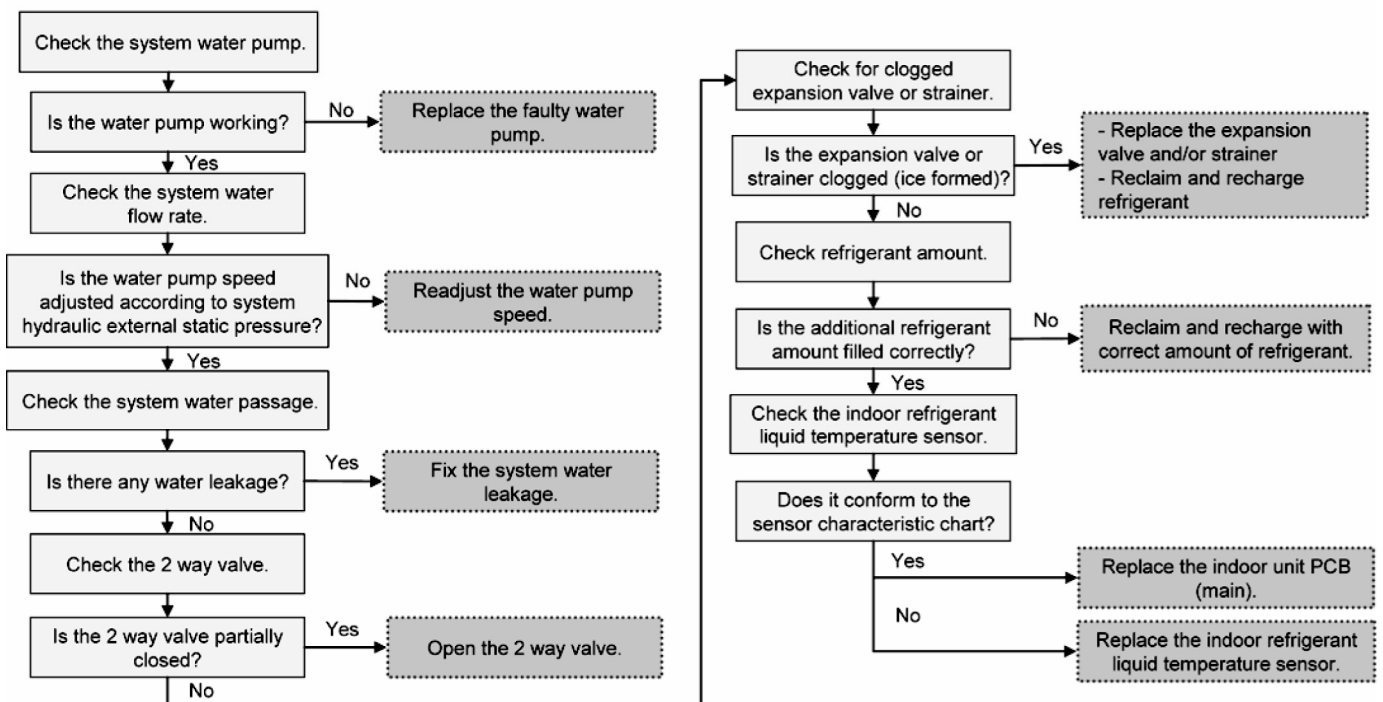 Check the system water pump.
Is the water pump working?
No
Replace the faulty water
pump.
Yes
Check the system water
flow rate.
Is the water pump speed
adjusted according to system
hydraulic external static pressure?
No
Readjust the water pump
speed.
Yes
Check the system water passage.
Is there any water leakage?
Yes
Fix the system water
leakage.
No
Check the 2 way valve.
Is the 2 way valve partially
closed?
Yes
Open the 2 way valve.
No
Check for clogged
expansion valve or strainer.
Is the expansion valve or
strainer clogged (ice formed)?
Yes
- Replace the expansion
valve and/or strainer
- Reclaim and recharge
refrigerant
No
Check refrigerant amount.
Is the additional refrigerant
amount filled correctly?
No
Reclaim and recharge with
correct amount of refrigerant.
Yes
Check the indoor refrigerant
liquid temperature sensor.
Does it conform to the
sensor characteristic chart?
Yes
Replace the indoor unit PCB
(main).
No
Replace the indoor refrigerant
liquid temperature sensor.